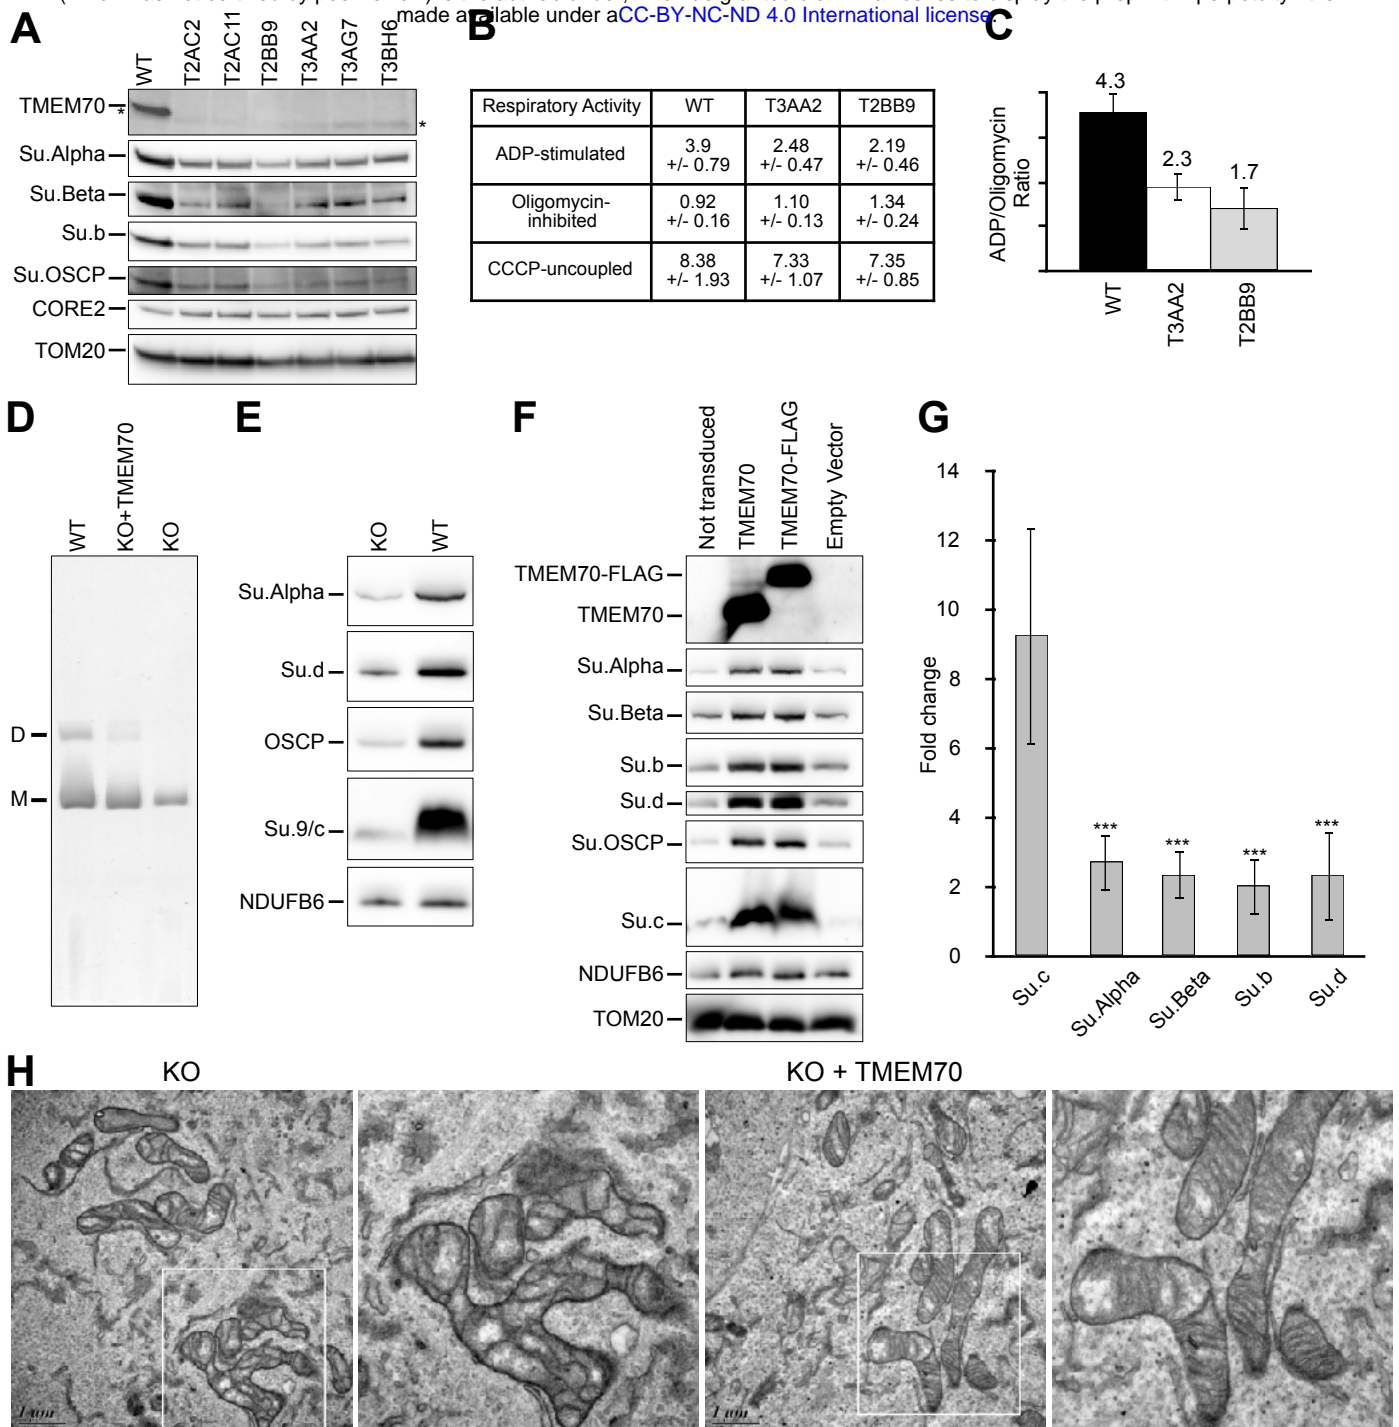 made available under aCC-BY-NC-ND 4.0 International license.
A
WT
T2AC2
T2AC11
T2BB9
T3AA2
T3AG7
T3BH6
TMEM70
*
*
Su.Alpha
Su.Beta
Su.b
Su.OSCP
CORE2
TOM20
B
Respiratory Activity WT T3AA2 T2BB9
ADP-stimulated 3.9 +/- 0.79 2.48 +/- 0.47 2.19 +/- 0.46
Oligomycin-inhibited 0.92 +/- 0.16 1.10 +/- 0.13 1.34 +/- 0.24
CCCP-uncoupled 8.38 +/- 1.93 7.33 +/- 1.07 7.35 +/- 0.85
C
ADP/Oligomycin
Ratio
4.3
2.3
1.7
WT
T3AA2
T2BB9
D
WT
KO+TMEM70
KO
D
M
E
KO
WT
Su.Alpha
Su.d
OSCP
Su.9/c
NDUFB6
F
Not transduced
TMEM70
TMEM70-FLAG
Empty Vector
TMEM70-FLAG
TMEM70
Su.Alpha
Su.Beta
Su.b
Su.d
Su.OSCP
Su.c
NDUFB6
TOM20
G
Fold change
14
12
10
8
6
4
2
0
***
***
***
***
Su.c
Su.Alpha
Su.Beta
Su.b
Su.d
H
KO
KO + TMEM70
1 um
1 um